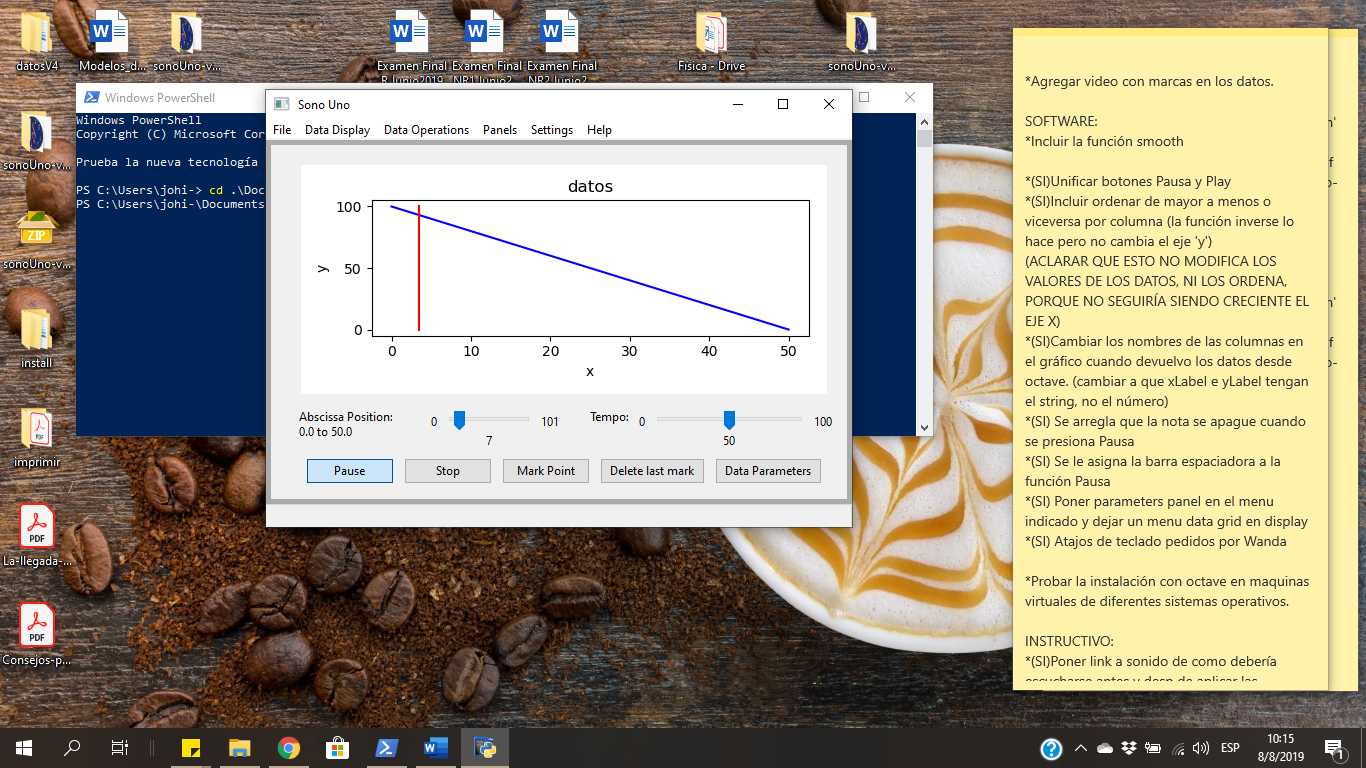 datosV4
Modelos_d...
sonoUno-v...
Examen Final
R Junio2019
Examen Final
NR1Junio2
Examen Final
NR2Junio2
Fisica - Drive
sonoUno-v...
sonoUno-v...
ZIP
sonoUno-v...
install
imprimir
PDF
La-llegada-...
PDF
Consejos-p...
Windows PowerShell
Windows PowerShell
Copyright (C) Microsoft Cor
Prueba la nueva tecnología
PS C:\Users\johi-> cd .\Doc
PS C:\Users\johi-\Documents
Sono Uno
File Data Display Data Operations Panels Settings Help
datos
100
50
0
y
0 10 20 30 40 50
x
Abscissa Position:
0.0 to 50.0
0 101
7
Tempo: 0 100
50
Pause Stop Mark Point Delete last mark Data Parameters
*Agregar video con marcas en los datos.
SOFTWARE:
*Incluir la función smooth
*(SI)Unificar botones Pausa y Play
*(SI)Incluir ordenar de mayor a menos o
viceversa por columna (la función inverse lo
hace pero no cambia el eje 'y')
(ACLARAR QUE ESTO NO MODIFICA LOS
VALORES DE LOS DATOS, NI LOS ORDENA,
PORQUE NO SEGUIRÍA SIENDO CRECIENTE EL
EJE X)
*(SI)Cambiar los nombres de las columnas en
el gráfico cuando devuelvo los datos desde
octave. (cambiar a que xLabel e yLabel tengan
el string, no el número)
*(SI) Se arregla que la nota se apague cuando
se presiona Pausa
*(SI) Se le asigna la barra espaciadora a la
función Pausa
*(SI) Poner parameters panel en el menu
indicado y dejar un menu data grid en display
*(SI) Atajos de teclado pedidos por Wanda
*Probar la instalación con octave en maquinas
virtuales de diferentes sistemas operativos.
INSTRUCTIVO:
*(SI)Poner link a sonido de como debería
escucharse antes y desp de aplicar las
ESP
10:15
8/8/2019
1